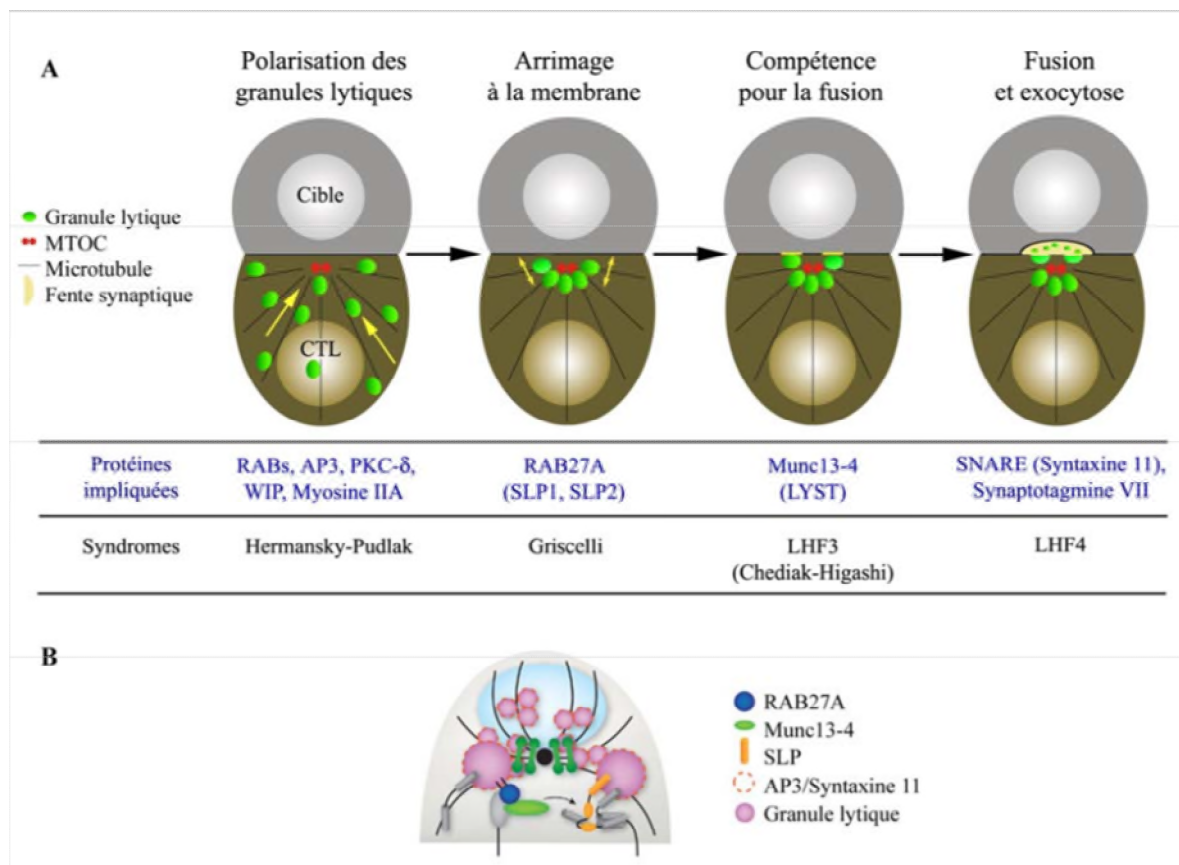 A
Polarisation des
granules lytiques
Arrimage
à la membrane
Compétence
pour la fusion
Fusion
et exocytose
Cible
CTL
Granule lytique
MTOC
Microtubule
Fente synaptique
Protéines
impliquées
RABs, AP3, PKC-δ,
WIP, Myosine IIA
RAB27A
(SLP1, SLP2)
Munc13-4
(LYST)
SNARE (Syntaxine 11),
Synaptotagmine VII
Syndromes
Hermansky-Pudlak
Griscelli
LHF3
(Chediak-Higashi)
LHF4
B
RAB27A
Munc13-4
SLP
AP3/Syntaxine 11
Granule lytique